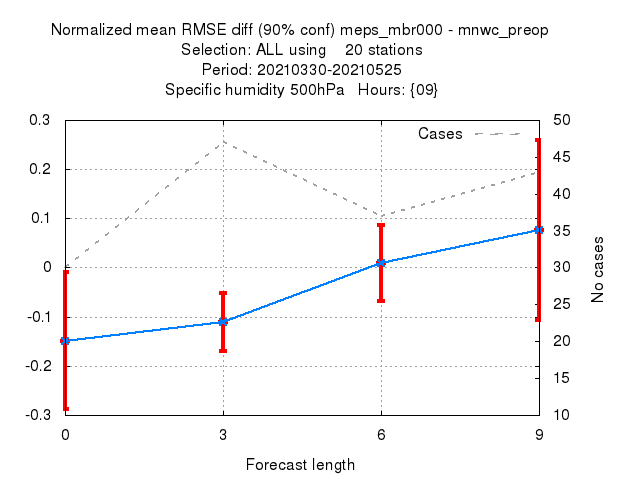 Normalized mean RMSE diff (90% conf) meps_mbr000 - mnwc_preop
Selection: ALL using    20 stations
Period: 20210330-20210525
Specific humidity 500hPa   Hours: {09}
0.3
0.2
0.1
0
-0.1
-0.2
-0.3
Cases
50
45
40
35
30
25
20
15
10
No cases
0 3 6 9
Forecast length